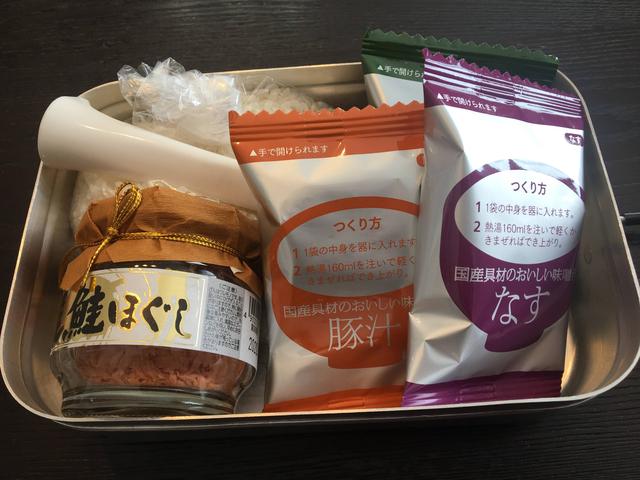 ▲手で開けられます
▲手で開けられます
つくり方
1 1袋の中身を器に入れます
2 熱湯160mlを注いで軽く
きまぜればでき上がり。
国産具材のおいしい味
豚汁
▲手で開けられます
なす
つくり方
1 1袋の中身を器に入れます。
2 熱湯160mlを注いで軽くか
きまぜればでき上がり。
国産具材のおいしい味噌
なす
鮭ほぐし